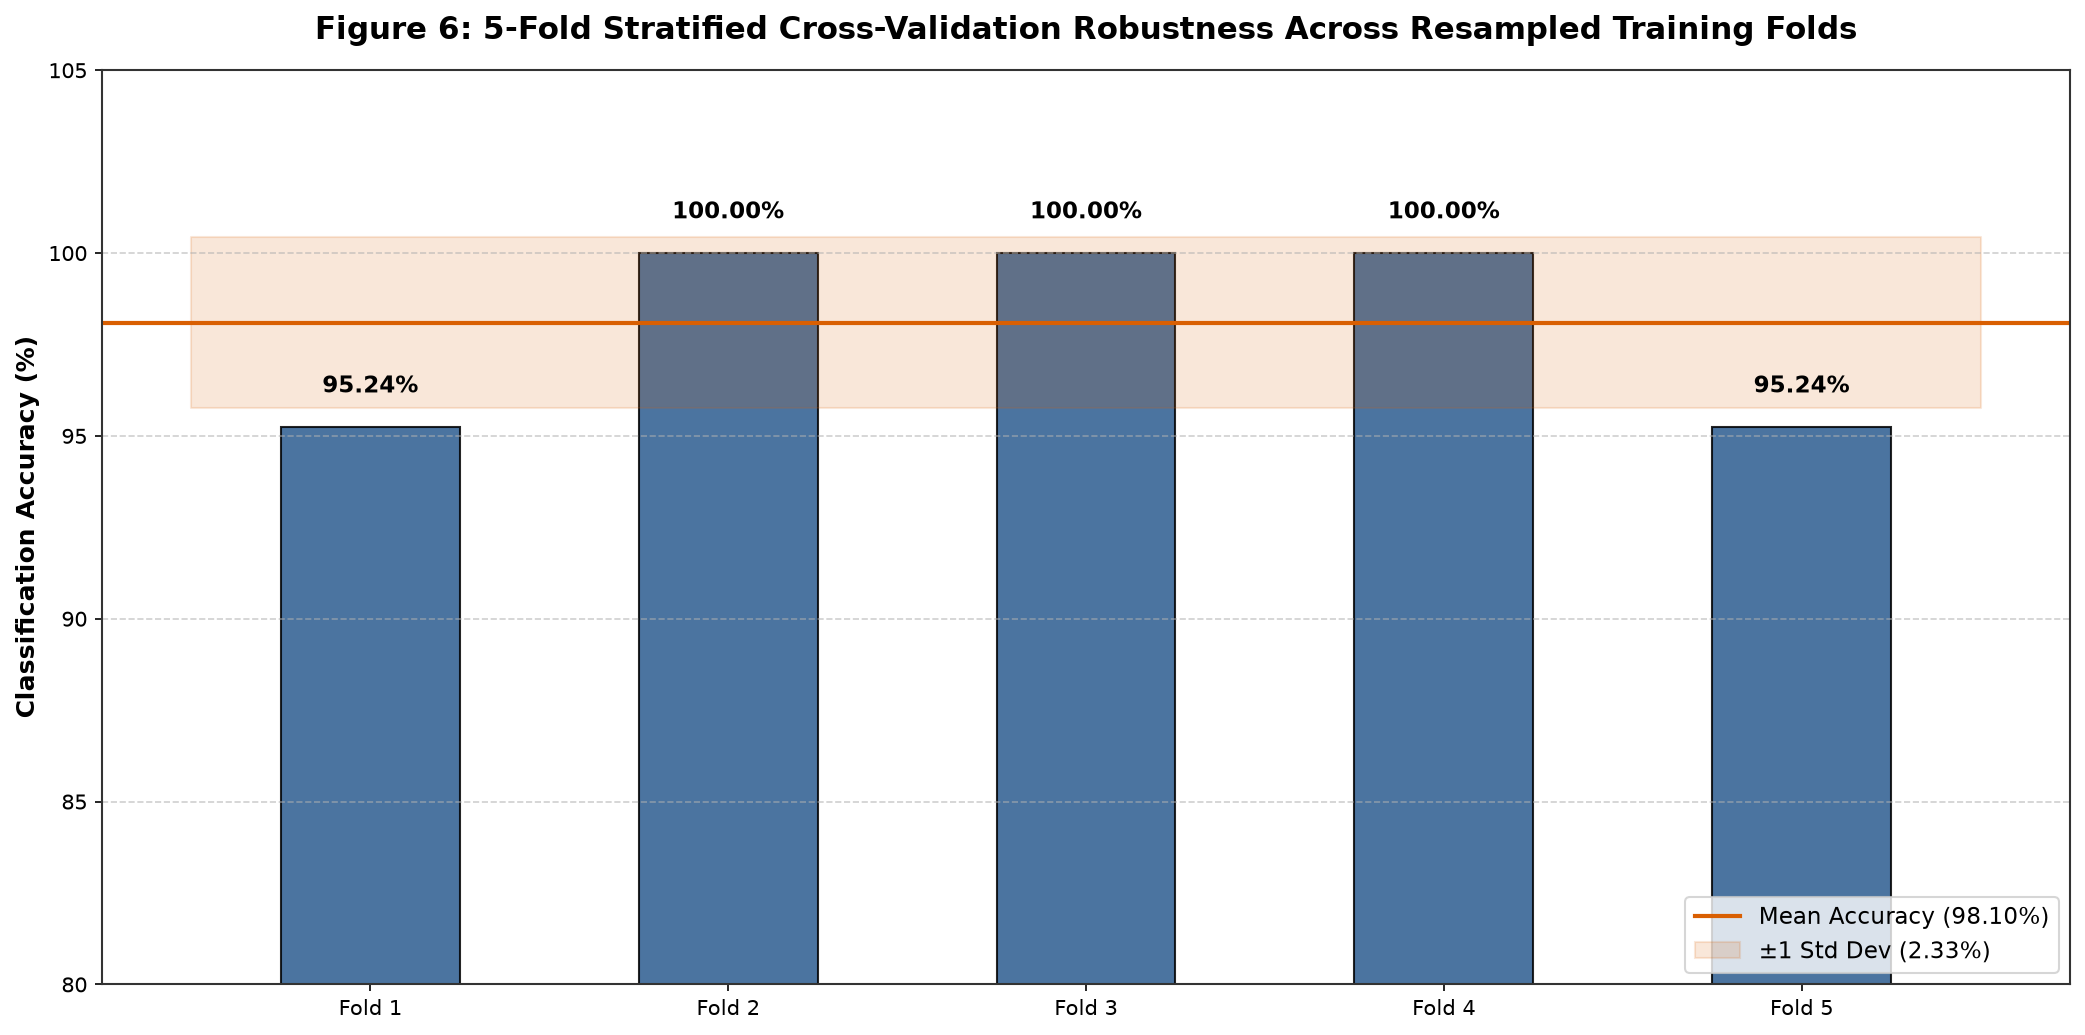 Figure 6: 5-Fold Stratified Cross-Validation Robustness Across Resampled Training Folds
Classification Accuracy (%)
105
100
95
90
85
80
95.24%
100.00%
100.00%
100.00%
95.24%
Mean Accuracy (98.10%)
±1 Std Dev (2.33%)
Fold 1
Fold 2
Fold 3
Fold 4
Fold 5